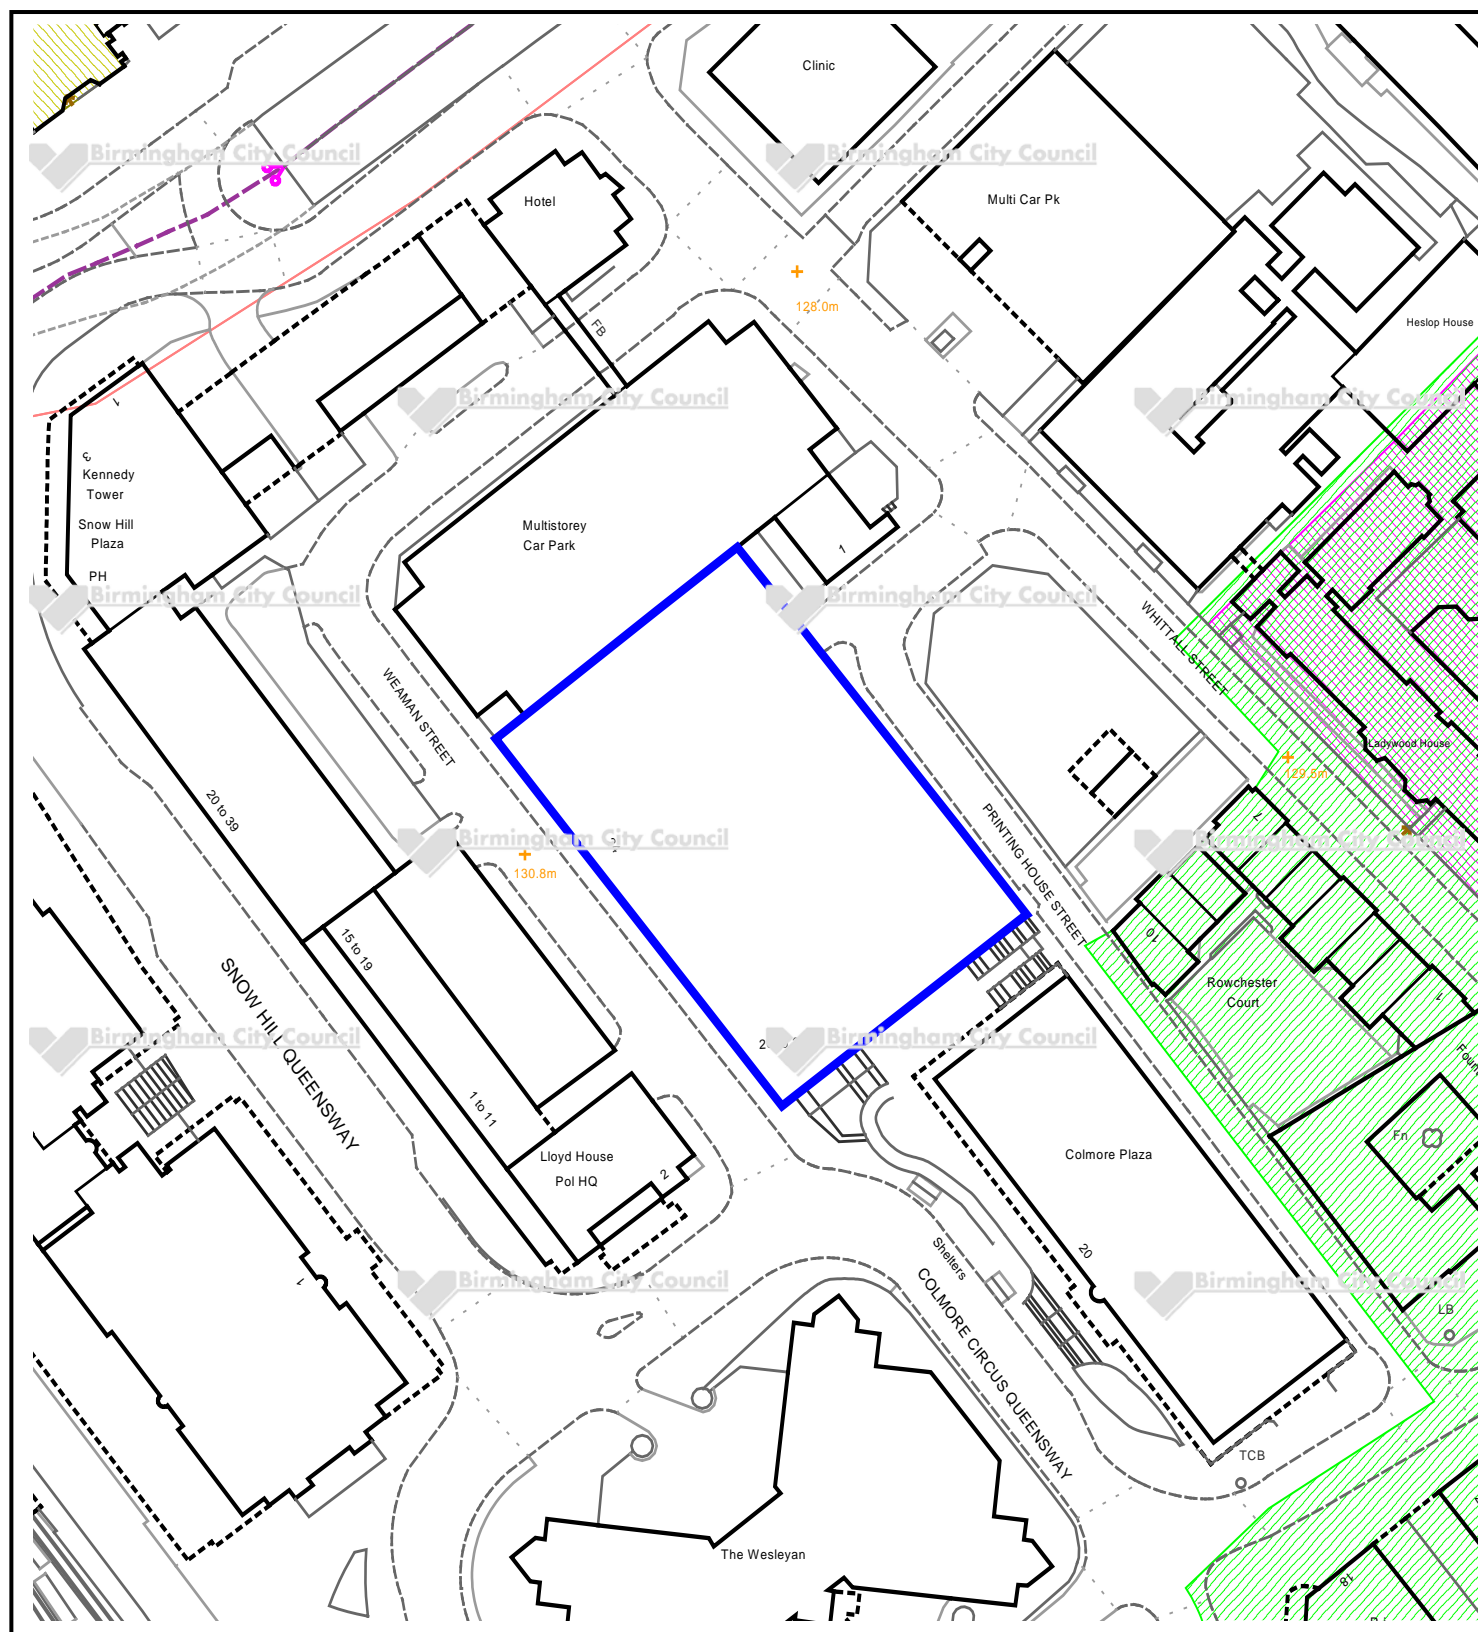 Clinic
Birmingham City Council
Birmingham City Council
Hotel
Multi Car Pk
128.0m
FB
Heslop House
1
Birmingham City Council
Birmingham City Council
3
Kennedy
Tower
Snow Hill
Plaza
PH
Multistorey
Car Park
1
Birmingham City Council
Birmingham City Council
WHITTALL STREET
WEAMAN STREET
Ladywood House
129.5m
20 to 39
PRINTING HOUSE STREET
7
Birmingham City Council
Birmingham City Council
130.8m
15 to 19
10
SNOW HILL QUEENSWAY
Rowchester
Court
1
Birmingham City Council
Birmingham City Council
1 to 11
Fn
Lloyd House
Pol HQ
2
Colmore Plaza
Shelters
20
Birmingham City Council
Birmingham City Council
1
COLMORE CIRCUS QUEENSWAY
LB
TCB
The Wesleyan
18